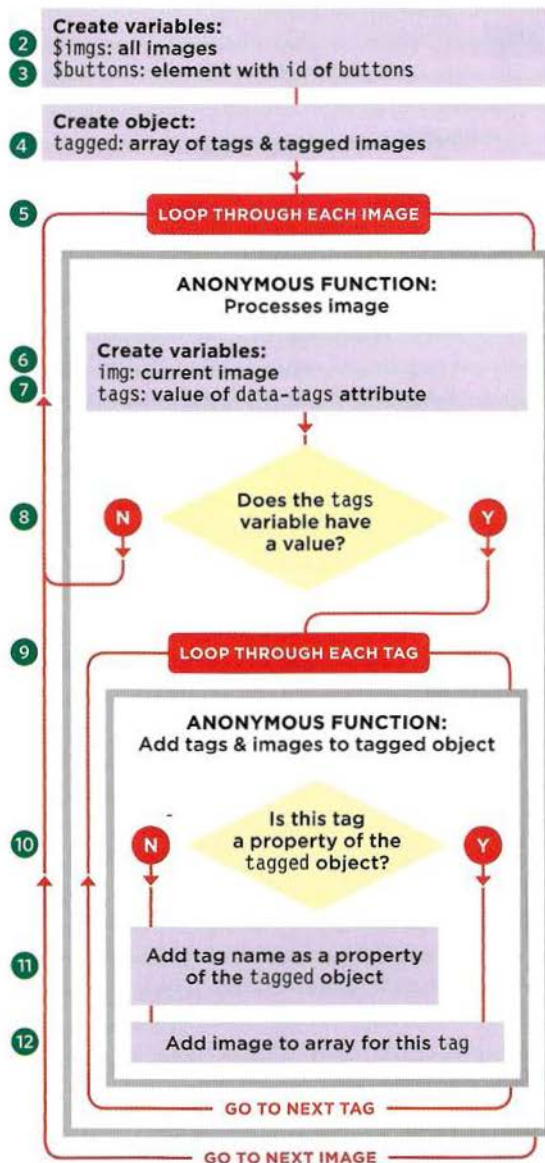 Create variables:
2 $imgs: all images
3 $buttons: element with id of buttons
Create object:
4 tagged: array of tags & tagged images
5 LOOP THROUGH EACH IMAGE
ANONYMOUS FUNCTION:
Processes image
Create variables:
6 img: current image
7 tags: value of data-tags attribute
Does the tags
8 N variable have Y
a value?
9 LOOP THROUGH EACH TAG
ANONYMOUS FUNCTION:
Add tags & images to tagged object
Is this tag
10 N a property of the Y
tagged object?
11 Add tag name as a property
of the tagged object
12 Add image to array for this tag
GO TO NEXT TAG
GO TO NEXT IMAGE